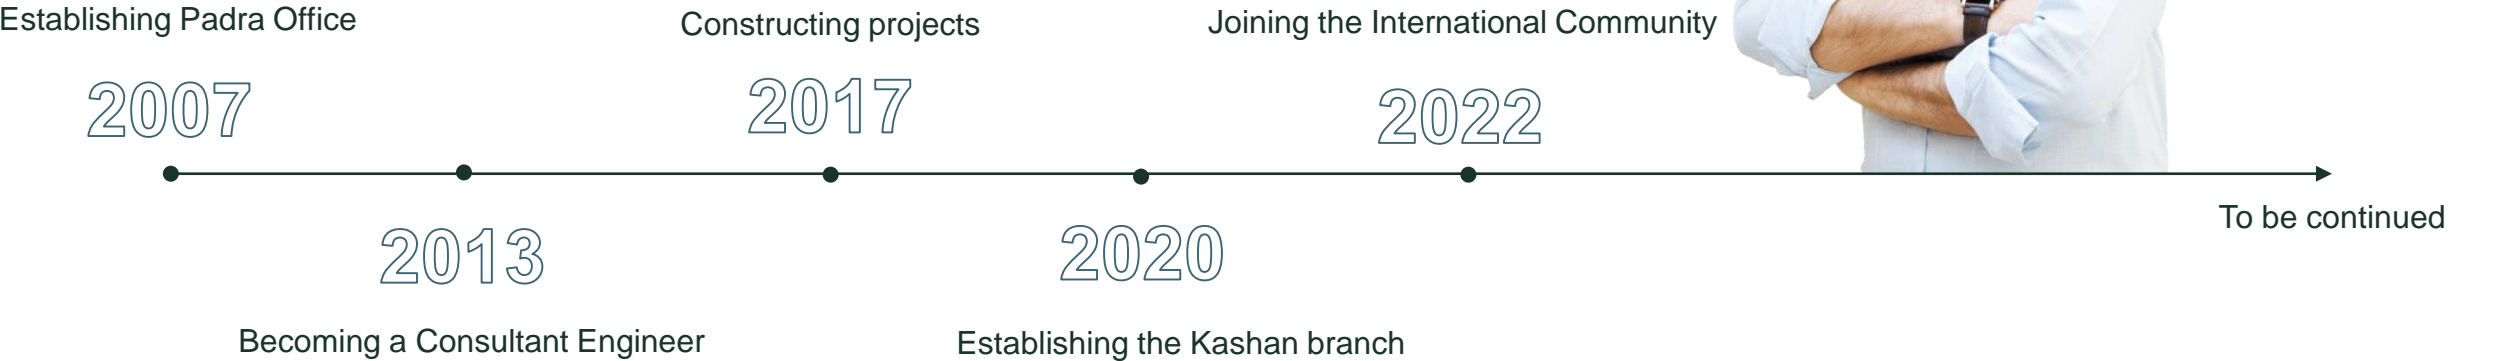 Establishing Padra Office
Constructing projects
Joining the International Community
2007
2017
2022
To be continued
2013
2020
Becoming a Consultant Engineer
Establishing the Kashan branch